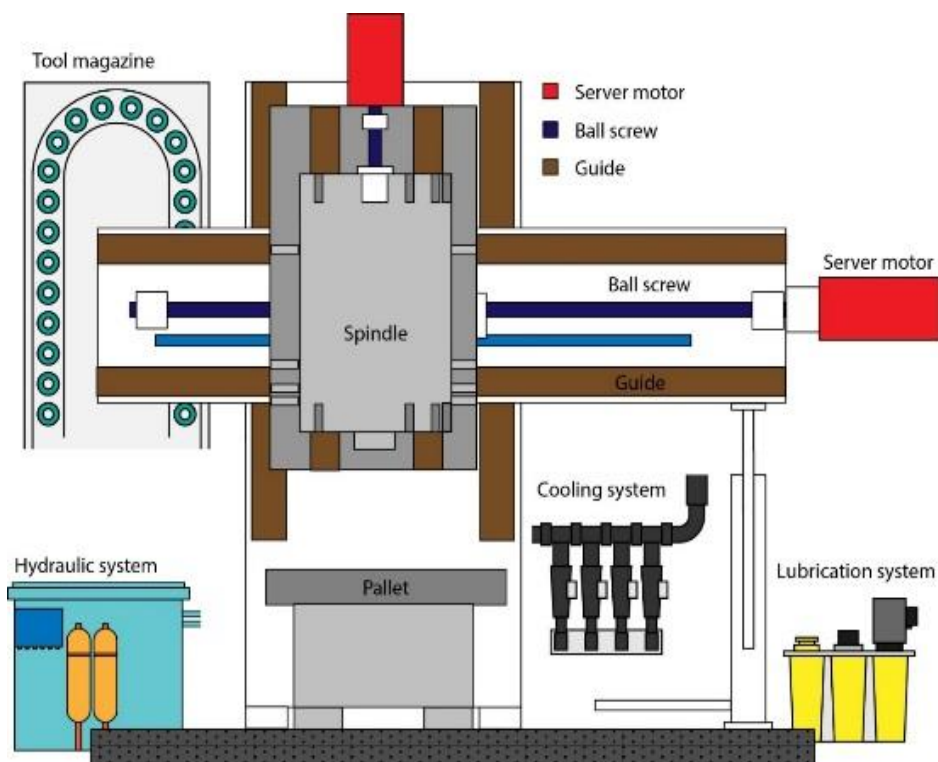 Tool magazine
Server motor
Ball screw
Guide
Server motor
Ball screw
Spindle
Guide
Cooling system
Hydraulic system
Lubrication system
Pallet